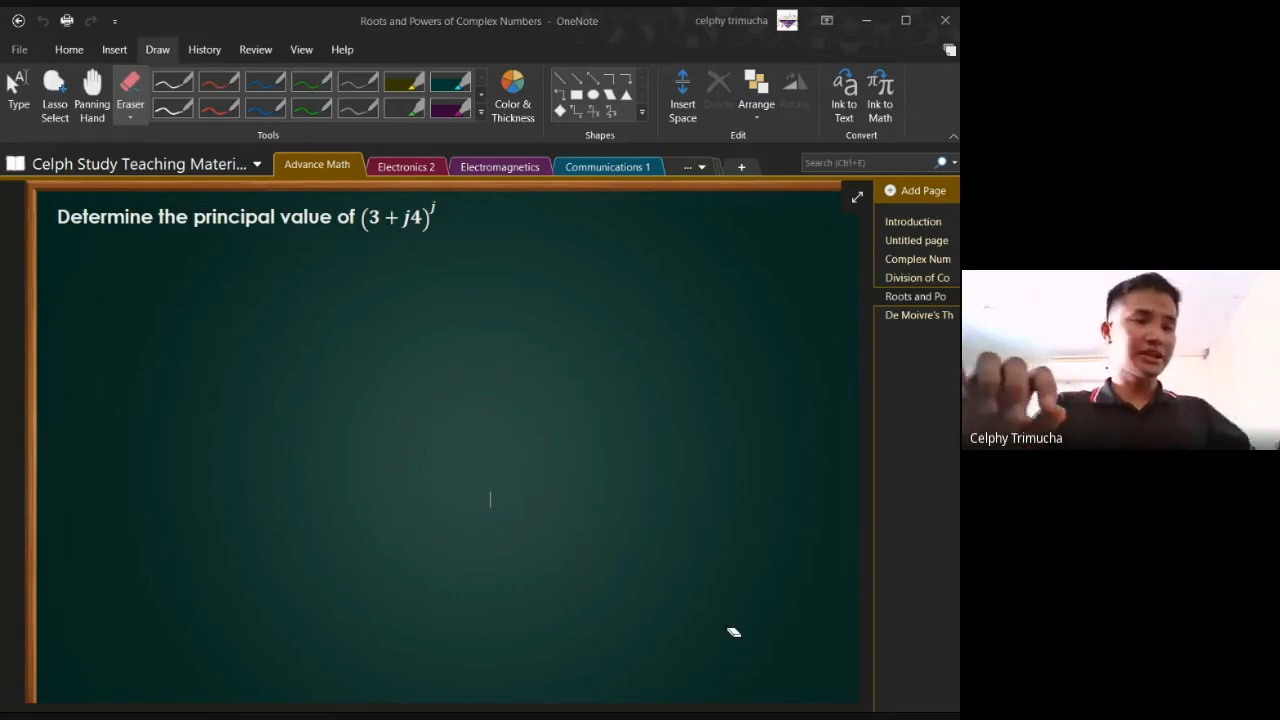 Roots and Powers of Complex Numbers - OneNote
celphy trimucha
File Home Insert Draw History Review View Help
Type
Lasso Select
Panning Hand
Eraser
Color & Thickness
Insert Space
Delete
Arrange
Rotate
Ink to Text
Ink to Math
Tools
Shapes
Edit
Convert
Celph Study Teaching Materi...
Advance Math
Electronics 2
Electromagnetics
Communications 1
...
+
Search (Ctrl+E)
Add Page
Determine the principal value of (3 + j4)^j
Introduction
Untitled page
Complex Num
Division of Co
Roots and Po
De Moivre's Th
Celphy Trimucha